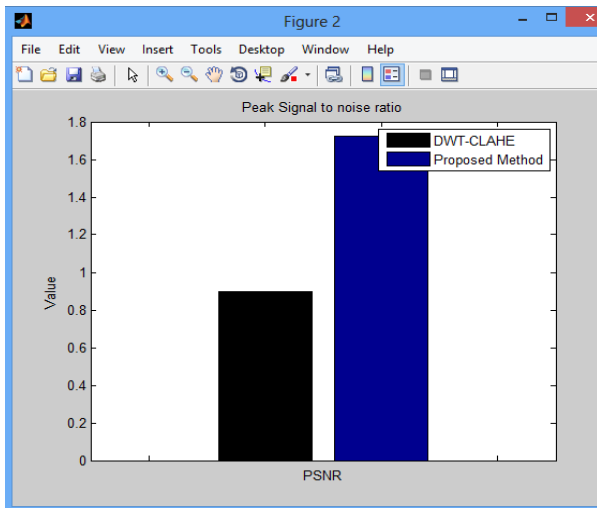 Figure 2
File Edit View Insert Tools Desktop Window Help
Peak Signal to noise ratio
1.8
1.6
1.4
1.2
1
0.8
0.6
0.4
0.2
0
Value
DWT-CLAHE
Proposed Method
PSNR